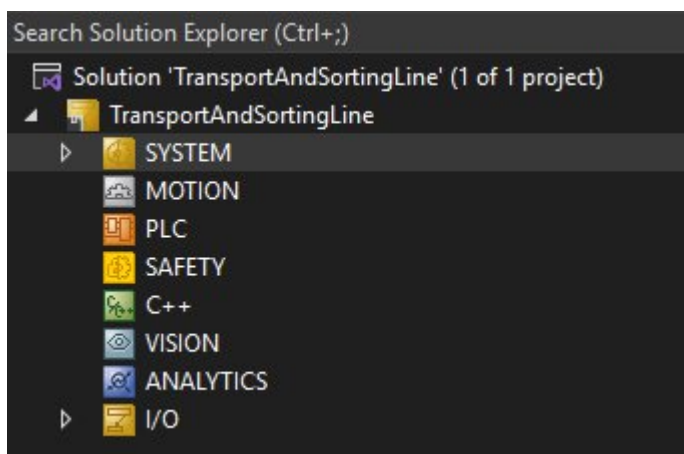 Search Solution Explorer (Ctrl+;)
Solution 'TransportAndSortingLine' (1 of 1 project)
TransportAndSortingLine
SYSTEM
MOTION
PLC
SAFETY
C++
VISION
ANALYTICS
I/O